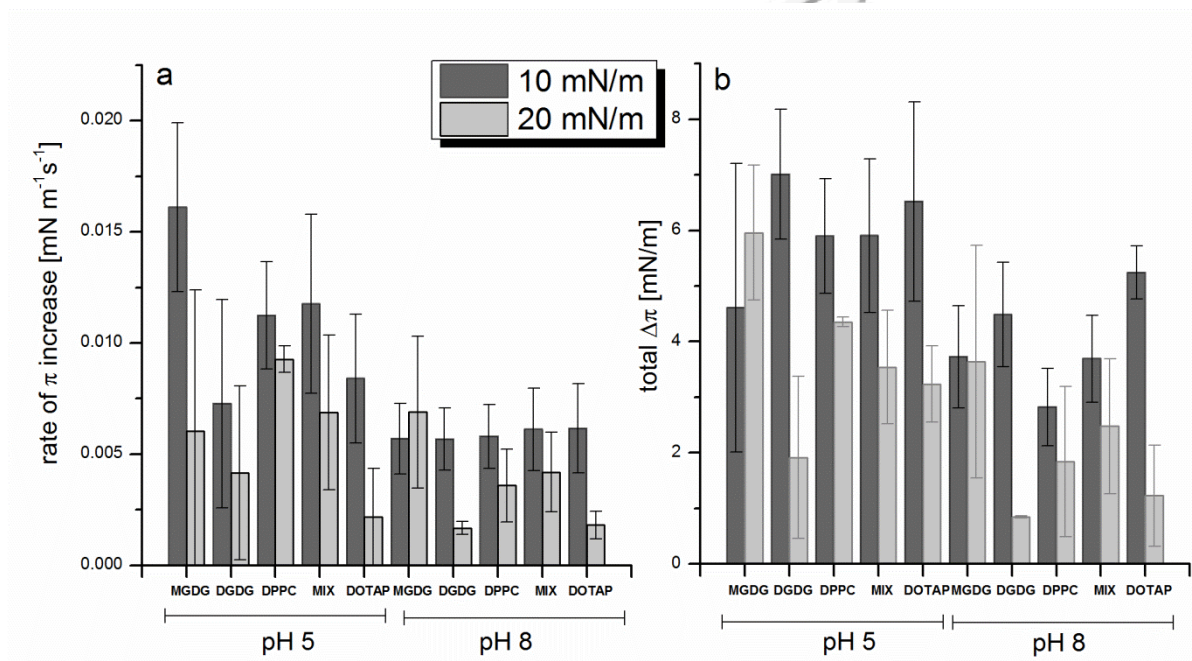 a
b
10 mN/m
20 mN/m
rate of π increase [mN m⁻¹ s⁻¹]
0.020
0.015
0.010
0.005
0.000
MGDG DGDG DPPC MIX DOTAP MGDG DGDG DPPC MIX DOTAP
pH 5 pH 8
total Δπ [mN/m]
8
6
4
2
0
MGDG DGDG DPPC MIX DOTAP MGDG DGDG DPPC MIX DOTAP
pH 5 pH 8